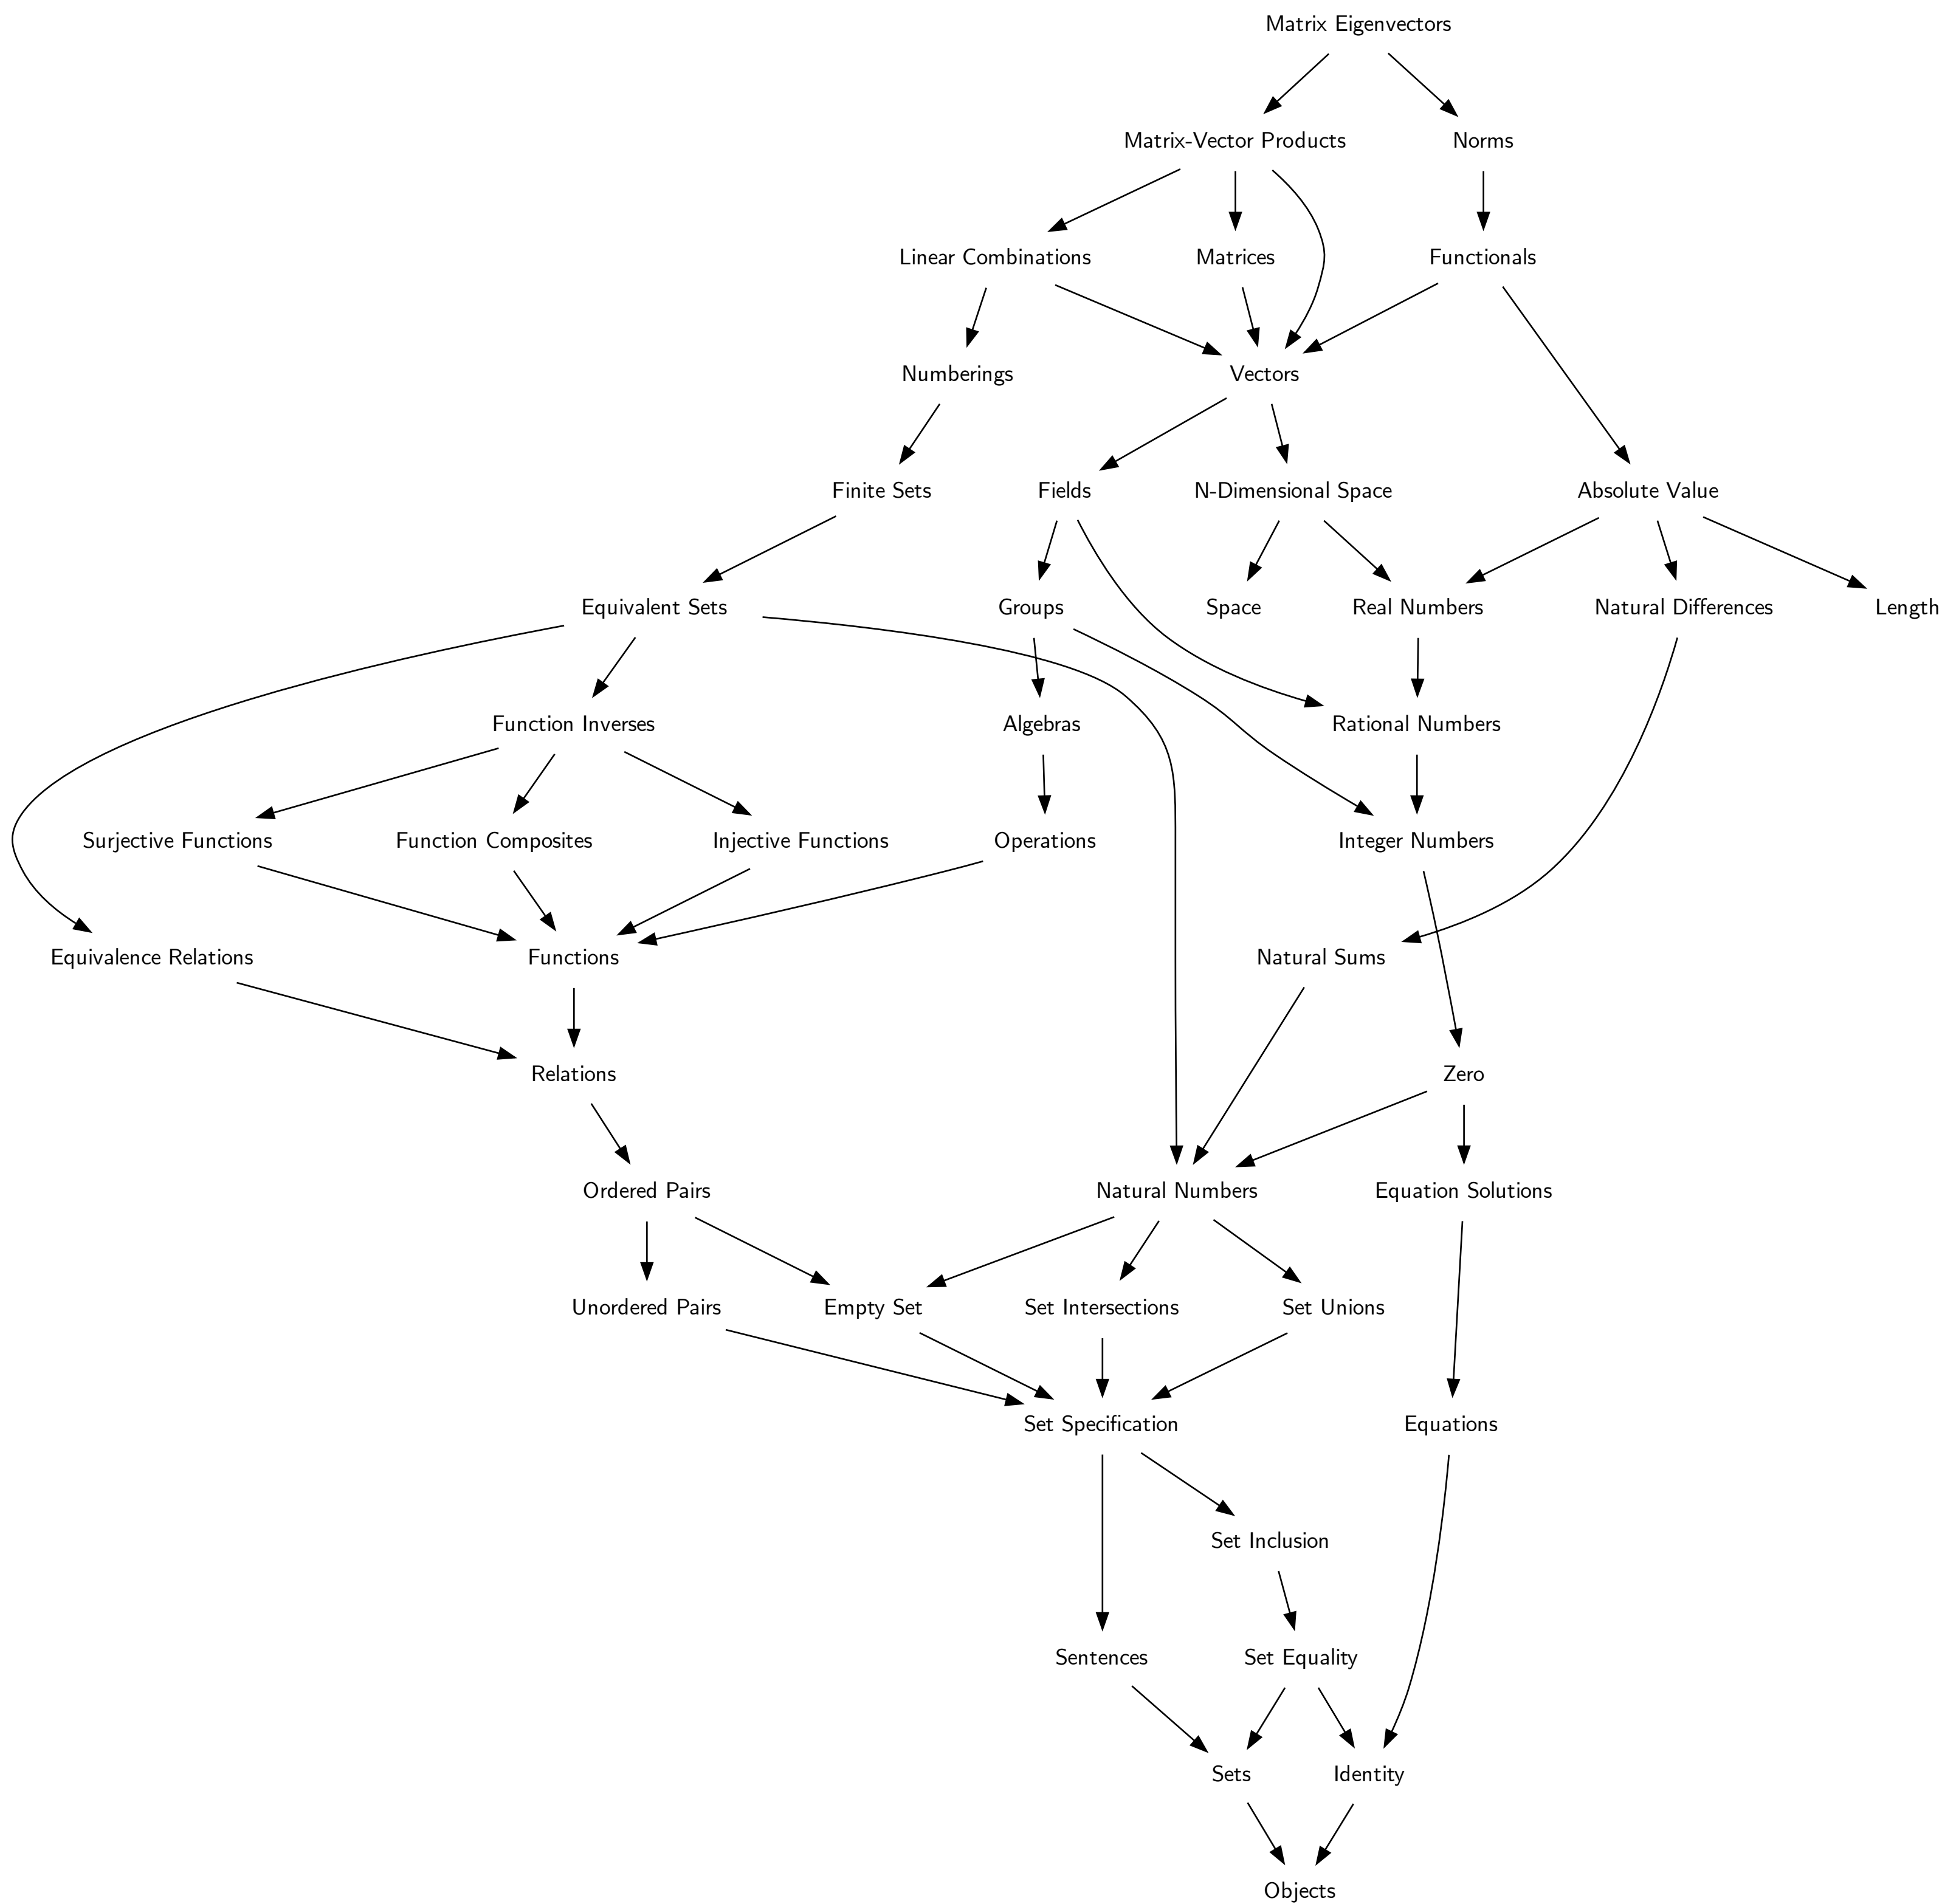 Matrix Eigenvectors
Matrix-Vector Products
Norms
Linear Combinations
Matrices
Functionals
Numberings
Vectors
Finite Sets
Fields
N-Dimensional Space
Absolute Value
Equivalent Sets
Groups
Space
Real Numbers
Natural Differences
Length
Function Inverses
Algebras
Rational Numbers
Surjective Functions
Function Composites
Injective Functions
Operations
Integer Numbers
Equivalence Relations
Functions
Natural Sums
Relations
Zero
Ordered Pairs
Natural Numbers
Equation Solutions
Unordered Pairs
Empty Set
Set Intersections
Set Unions
Set Specification
Equations
Set Inclusion
Sentences
Set Equality
Sets
Identity
Objects